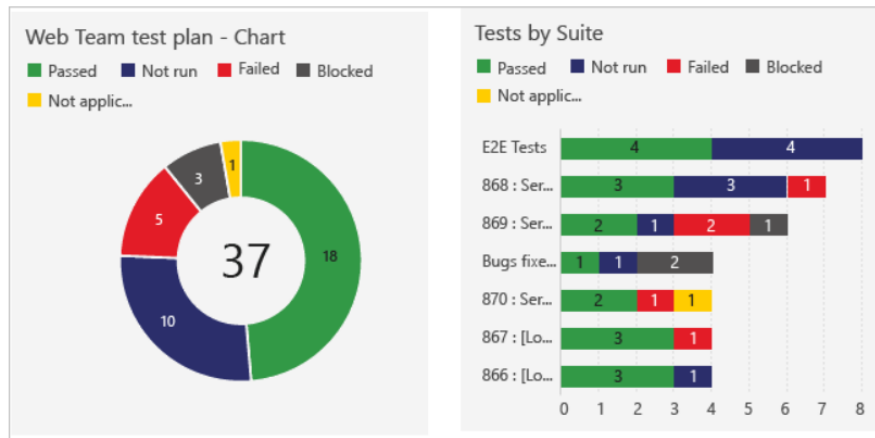 Web Team test plan - Chart
Passed Not run Failed Blocked
Not applic...
1
3
5
18
37
10
Tests by Suite
Passed Not run Failed Blocked
Not applic...
E2E Tests 4 4
868 : Ser... 3 3 1
869 : Ser... 2 1 2 1
Bugs fixe... 1 1 2
870 : Ser... 2 1 1
867 : [Lo... 3 1
866 : [Lo... 3 1
0 1 2 3 4 5 6 7 8